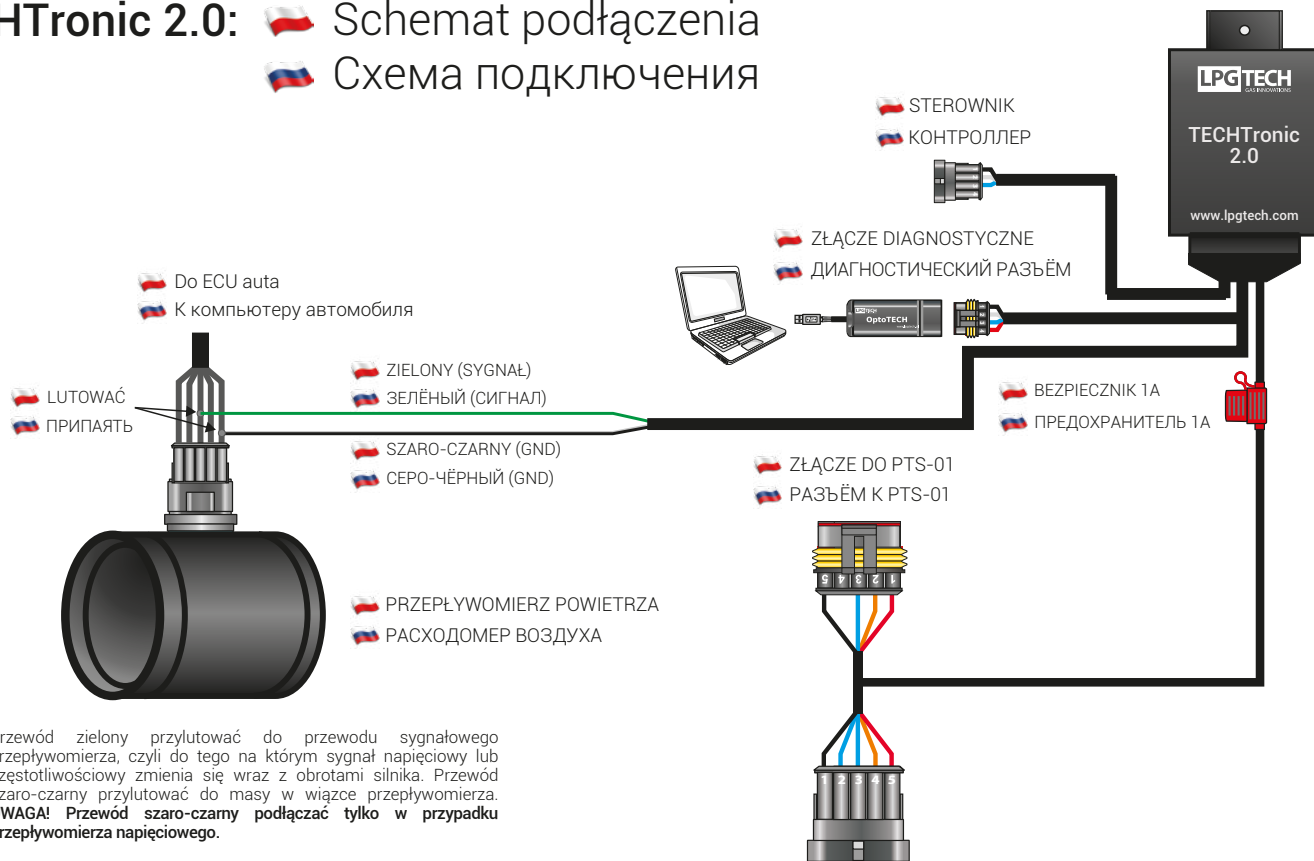 HTronic 2.0: Schemat podłączenia
Схема подключения
LPGTECH
GAS INNOVATIONS
TECHTronic
2.0
www.lpgtech.com
STEROWNIK
КОНТРОЛЛЕР
ZŁĄCZE DIAGNOSTYCZNE
ДИАГНОСТИЧЕСКИЙ РАЗЪЁМ
LPGTECH
OptoTECH
Do ECU auta
К компьютеру автомобиля
LUTOWAĆ
ПРИПАЯТЬ
ZIELONY (SYGNAŁ)
ЗЕЛЁНЫЙ (СИГНАЛ)
SZARO-CZARNY (GND)
СЕРО-ЧЁРНЫЙ (GND)
BEZPIECZNIK 1A
ПРЕДОХРАНИТЕЛЬ 1A
ZŁĄCZE DO PTS-01
РАЗЪЁМ К PTS-01
5 4 3 2 1
PRZEPŁYWOMIERZ POWIETRZA
РАСХОДОМЕР ВОЗДУХА
1 2 3 4 5
rzewód zielony przylutować do przewodu sygnałowego
rzepływomierza, czyli do tego na którym sygnał napięciowy lub
zęstotliwościowy zmienia się wraz z obrotami silnika. Przewód
zaro-czarny przylutować do masy w wiązce przepływomierza.
WAGA! Przewód szaro-czarny podłączać tylko w przypadku
rzepływomierza napięciowego.